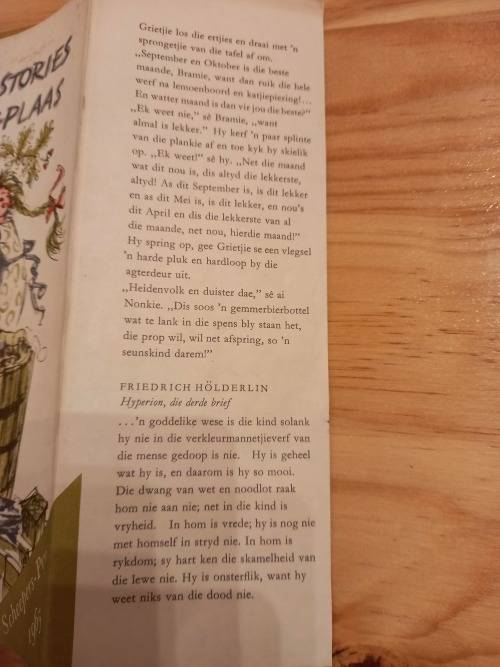 STORIES
PLAAS
Grietjie los die ertjies en draai met 'n
sprongetjie van die tafel af om.
„September en Oktober is die beste
maande, Bramie, want dan ruik die hele
werf na lemoenboord en katjiepiering!...
En watter maand is dan vir jou die beste?"
„Ek weet nie," sê Bramie, „want
almal is lekker." Hy kerf 'n paar splinte
van die plankie af en toe kyk hy skielik
op. „Ek weet!" sê hy. „Net die maand
wat dit nou is, dis altyd die lekkerste,
altyd! As dit September is, is dit lekker
en as dit Mei is, is dit lekker, en nou's
dit April en dis die lekkerste van al
die maande, net nou, hierdie maand!"
Hy spring op, gee Grietjie se een vlegsel
'n harde pluk en hardloop by die
agterdeur uit.
„Heidenvolk en duister dae," sê ai
Nonkie. „Dis soos 'n gemmerbierbottel
wat te lank in die spens bly staan het,
die prop wil, wil net afspring, so 'n
seunskind darem!"
FRIEDRICH HÖLDERLIN
Hyperion, die derde brief
...'n goddelike wese is die kind solank
hy nie in die verkleurmannetjieverf van
die mense gedoop is nie. Hy is geheel
wat hy is, en daarom is hy so mooi.
Die dwang van wet en noodlot raak
hom nie aan nie; net in die kind is
vryheid. In hom is vrede; hy is nog nie
met homself in stryd nie. In hom is
rykdom; sy hart ken die skamelheid van
die lewe nie. Hy is onsterflik, want hy
weet niks van die dood nie.
Scheepers-Pr
1965